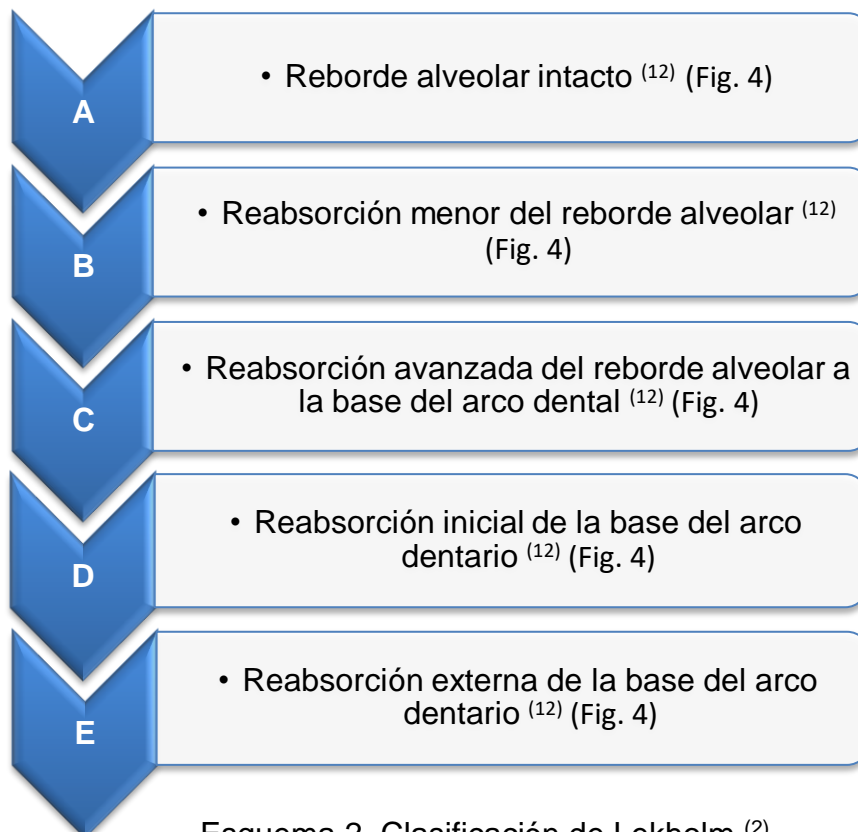 A
• Reborde alveolar intacto (12) (Fig. 4)
B
• Reabsorción menor del reborde alveolar (12)
(Fig. 4)
C
• Reabsorción avanzada del reborde alveolar a
la base del arco dental (12) (Fig. 4)
D
• Reabsorción inicial de la base del arco
dentario (12) (Fig. 4)
E
• Reabsorción externa de la base del arco
dentario (12) (Fig. 4)
Esquema 2. Clasificación de Lekholm (2)